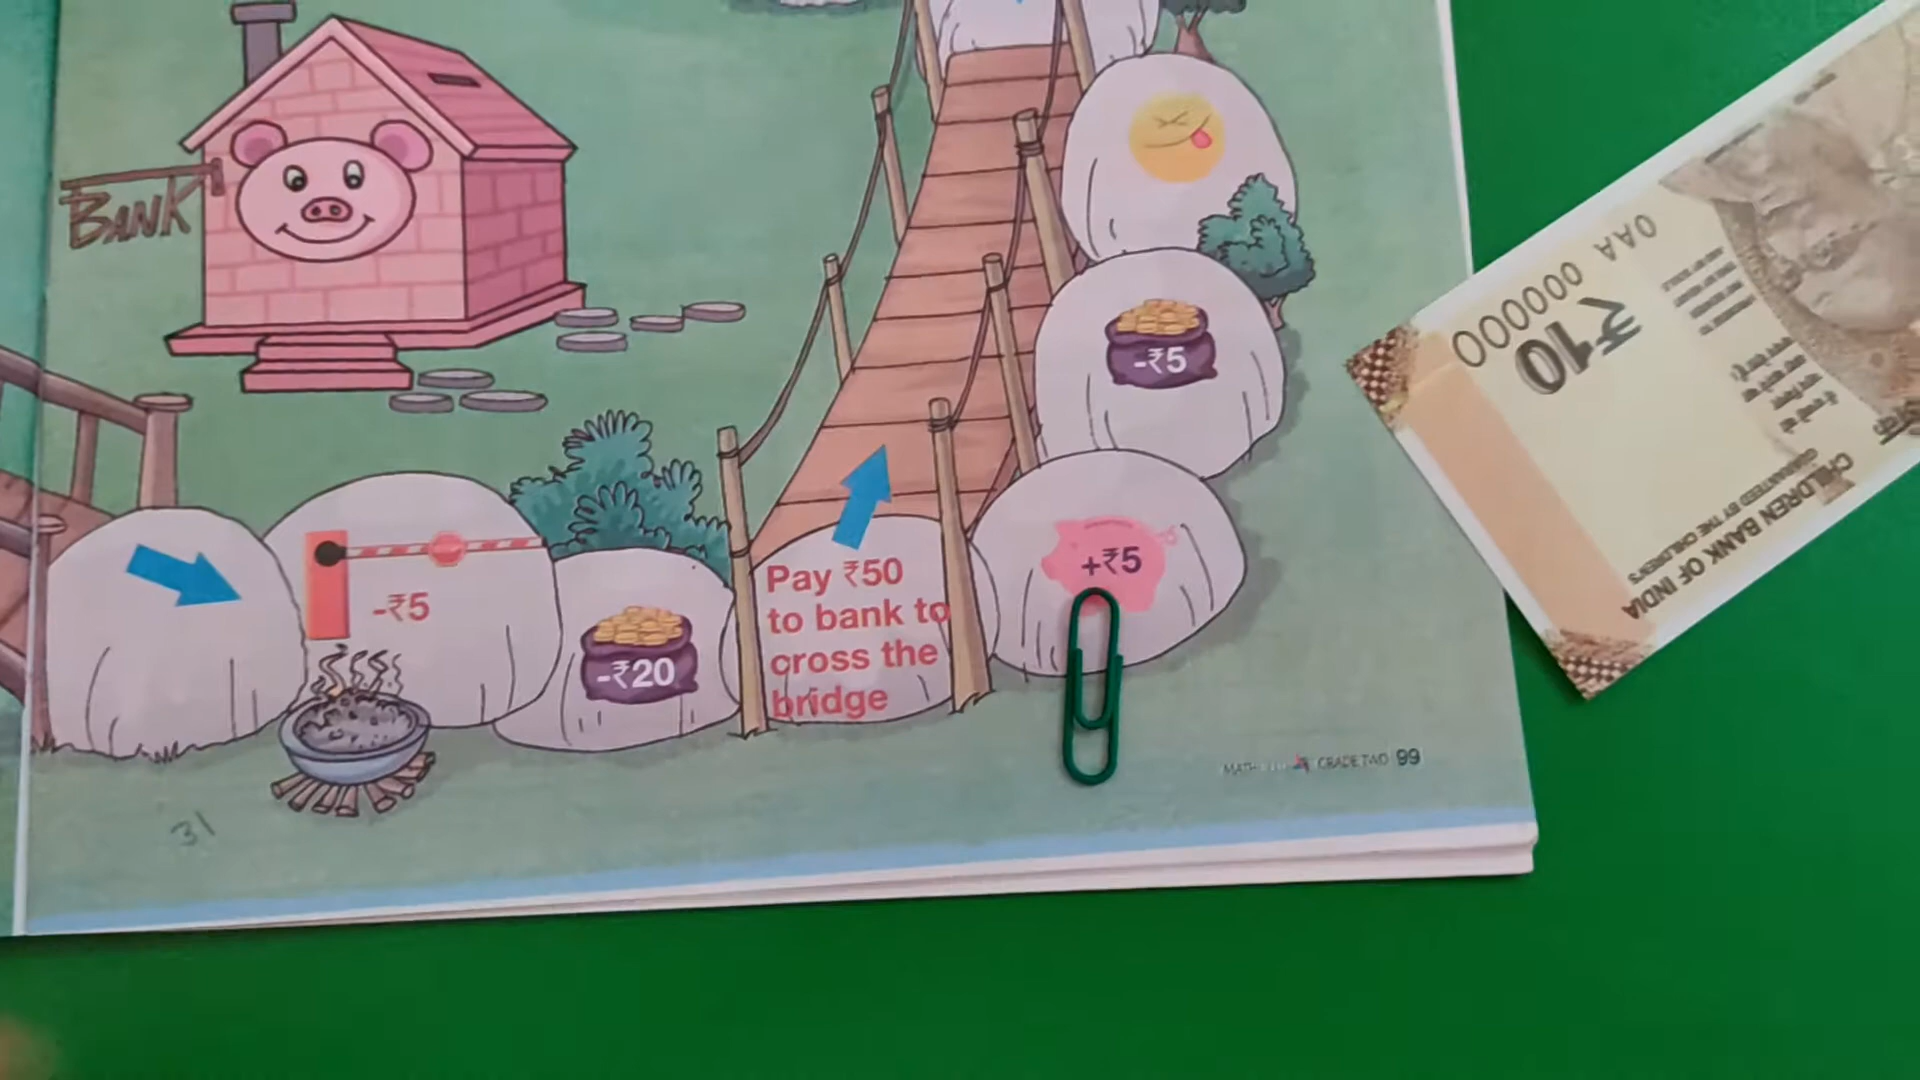 BANK
-₹5
-₹5
-₹20
Pay ₹50
to bank to
cross the
bridge
+₹5
GRADE TWO 99
31
0AA 000000
₹10
CHILDREN BANK OF INDIA
GUARANTEED BY THE CHILDREN'S